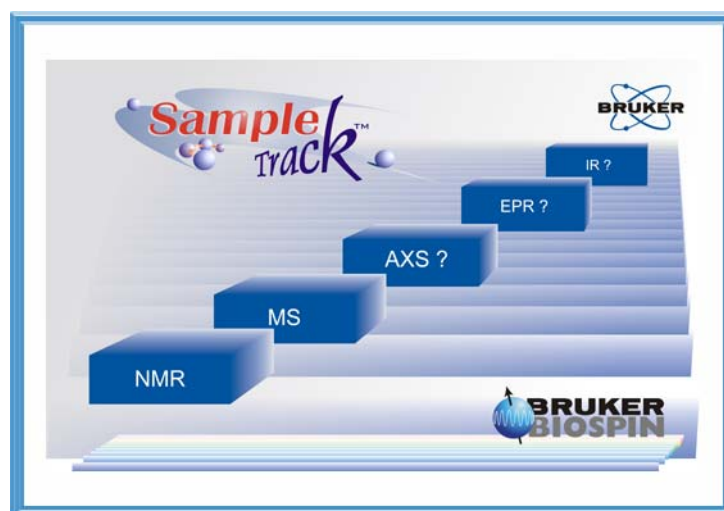 Sample
Track™
BRUKER
IR ?
EPR ?
AXS ?
MS
NMR
BRUKER
BIOSPIN